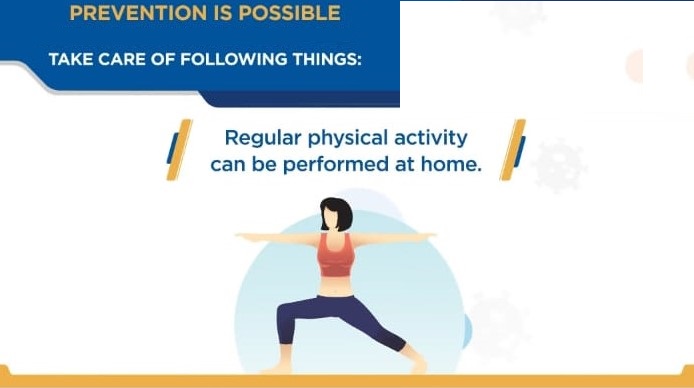 PREVENTION IS POSSIBLE
TAKE CARE OF FOLLOWING THINGS:
Regular physical activity
can be performed at home.